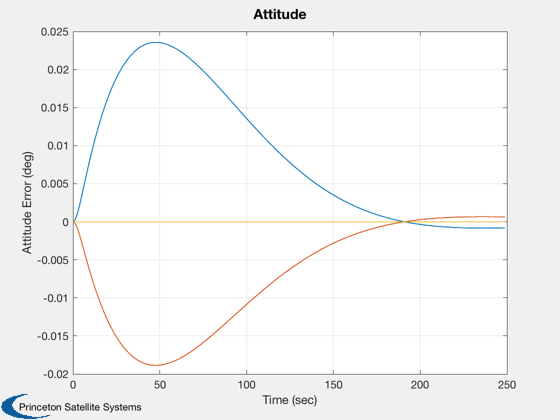 Attitude
0.025
0.02
0.015
0.01
0.005
0
-0.005
-0.01
-0.015
-0.02
Attitude Error (deg)
0 50 100 150 200 250
Time (sec)
Princeton Satellite Systems